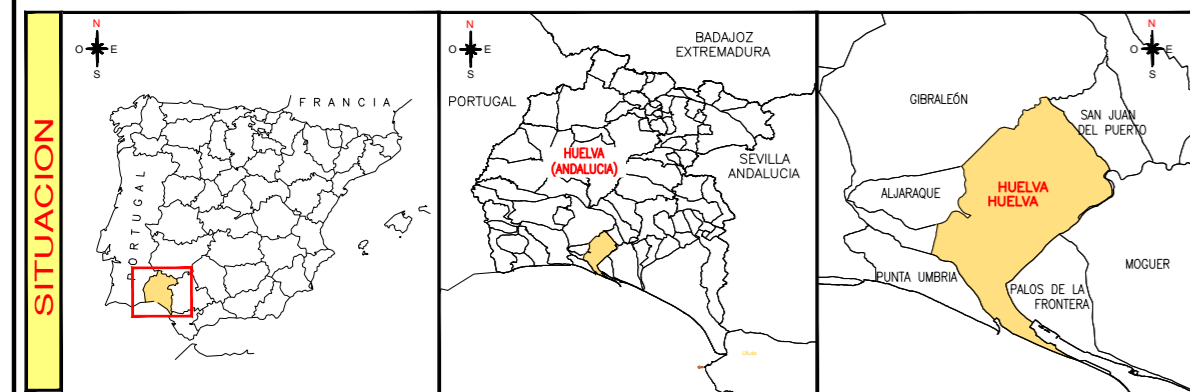 SITUACION
N
O E
S
FRANCIA
PORTUGAL
N
O E
S
BADAJOZ
EXTREMADURA
PORTUGAL
HUELVA
(ANDALUCIA)
SEVILLA
ANDALUCIA
N
O E
S
GIBRALEÓN
SAN JUAN
DEL PUERTO
ALJARAQUE
HUELVA
HUELVA
MOGUER
PUNTA UMBRIA
PALOS DE LA
FRONTERA